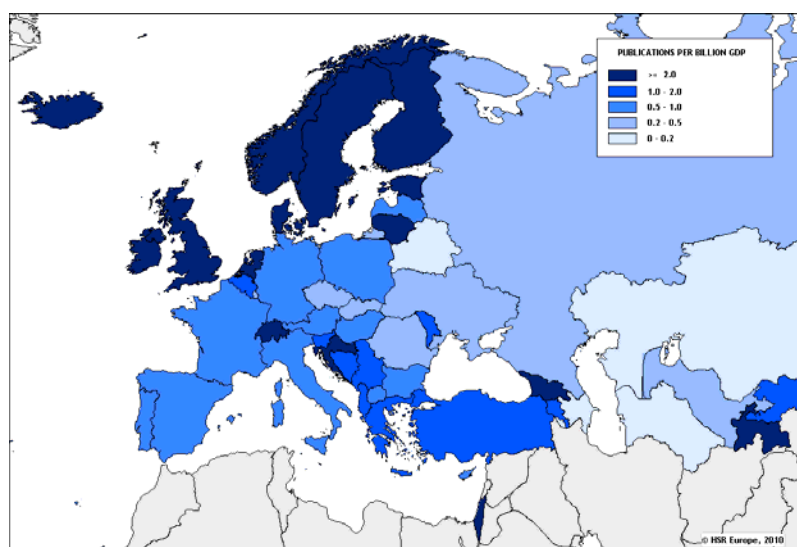 PUBLICATIONS PER BILLION GDP
>= 2.0
1.0 - 2.0
0.5 - 1.0
0.2 - 0.5
0 - 0.2
© HSR Europe, 2010